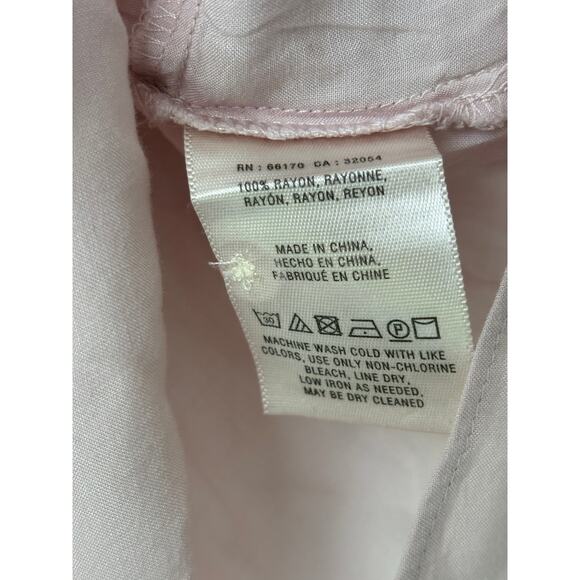 RN : 66170 CA : 32054
100% RAYON, RAYONNE,
RAYÓN, RAYON, REYON
MADE IN CHINA,
HECHO EN CHINA,
FABRIQUÉ EN CHINE
30 P
MACHINE WASH COLD WITH LIKE
COLORS, USE ONLY NON-CHLORINE
BLEACH, LINE DRY,
LOW IRON AS NEEDED,
MAY BE DRY CLEANED